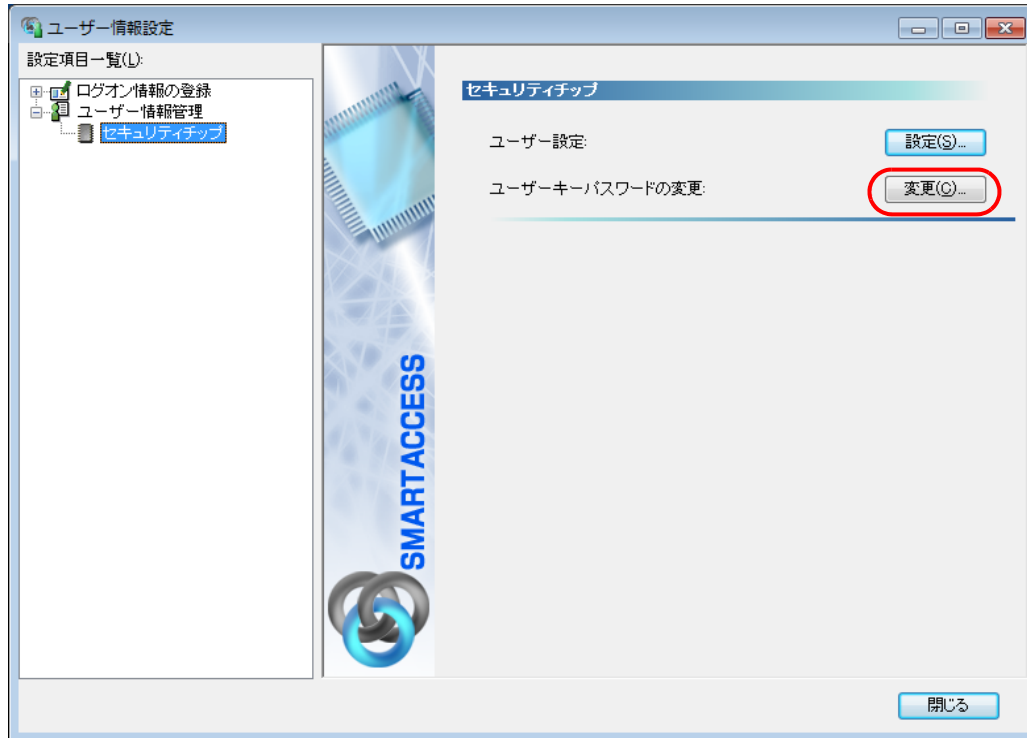 ユーザー情報設定
設定項目一覧(L):
ログオン情報の登録
ユーザー情報管理
セキュリティチップ
SMARTACCESS
セキュリティチップ
ユーザー設定:
設定(S)...
ユーザーキーパスワードの変更:
変更(C)...
閉じる